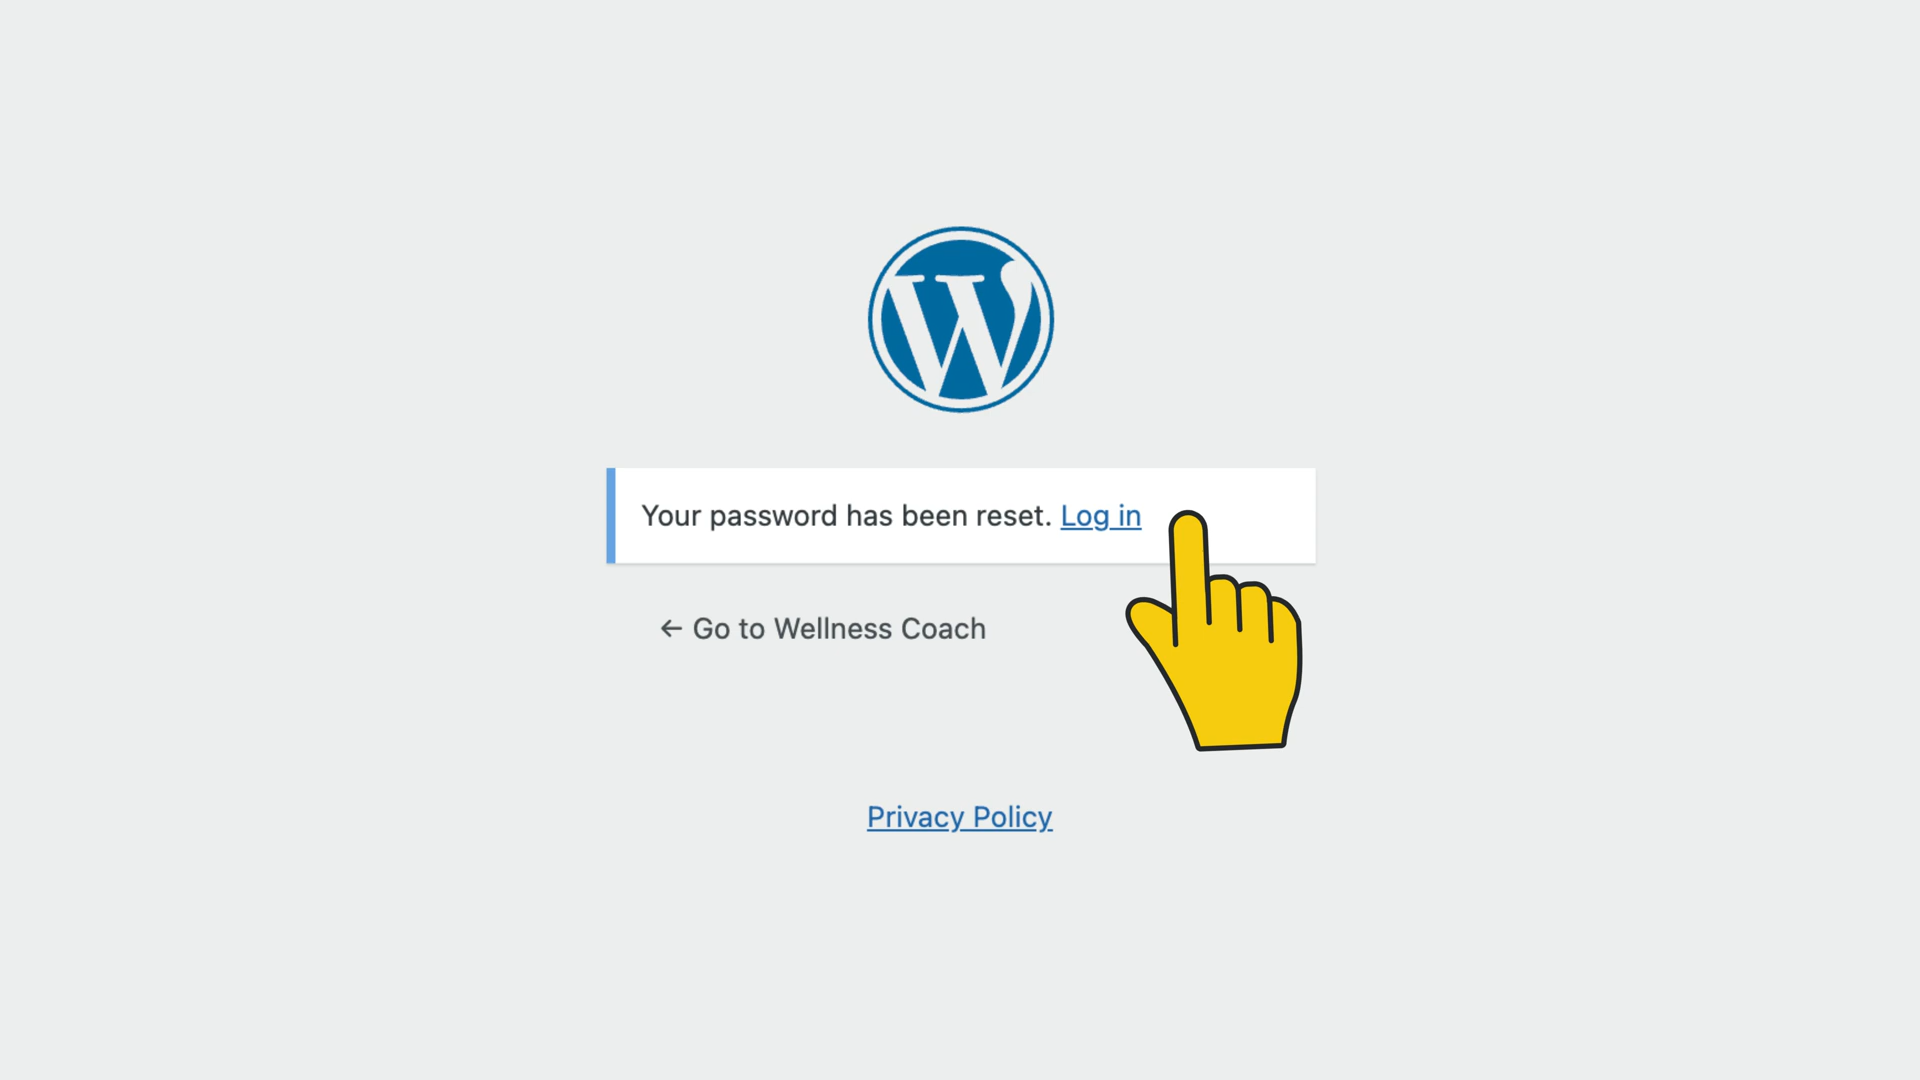 Your password has been reset. Log in
← Go to Wellness Coach
Privacy Policy